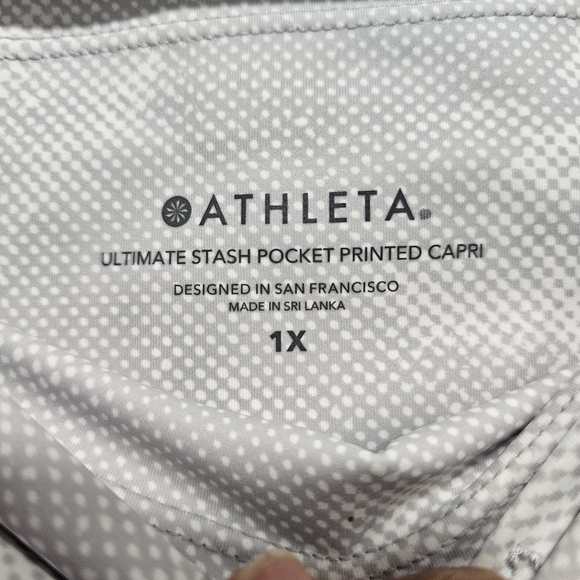 ATHLETA
ULTIMATE STASH POCKET PRINTED CAPRI
DESIGNED IN SAN FRANCISCO
MADE IN SRI LANKA
1X